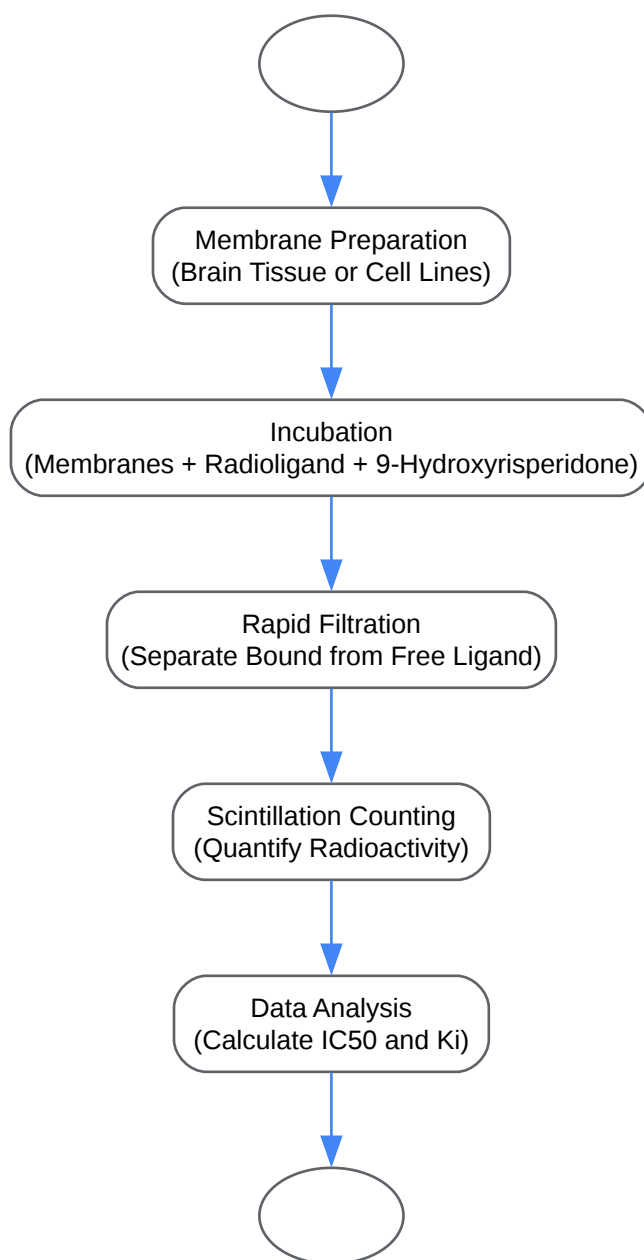 Membrane Preparation
(Brain Tissue or Cell Lines)
Incubation
(Membranes + Radioligand + 9-Hydroxyrisperidone)
Rapid Filtration
(Separate Bound from Free Ligand)
Scintillation Counting
(Quantify Radioactivity)
Data Analysis
(Calculate IC50 and Ki)